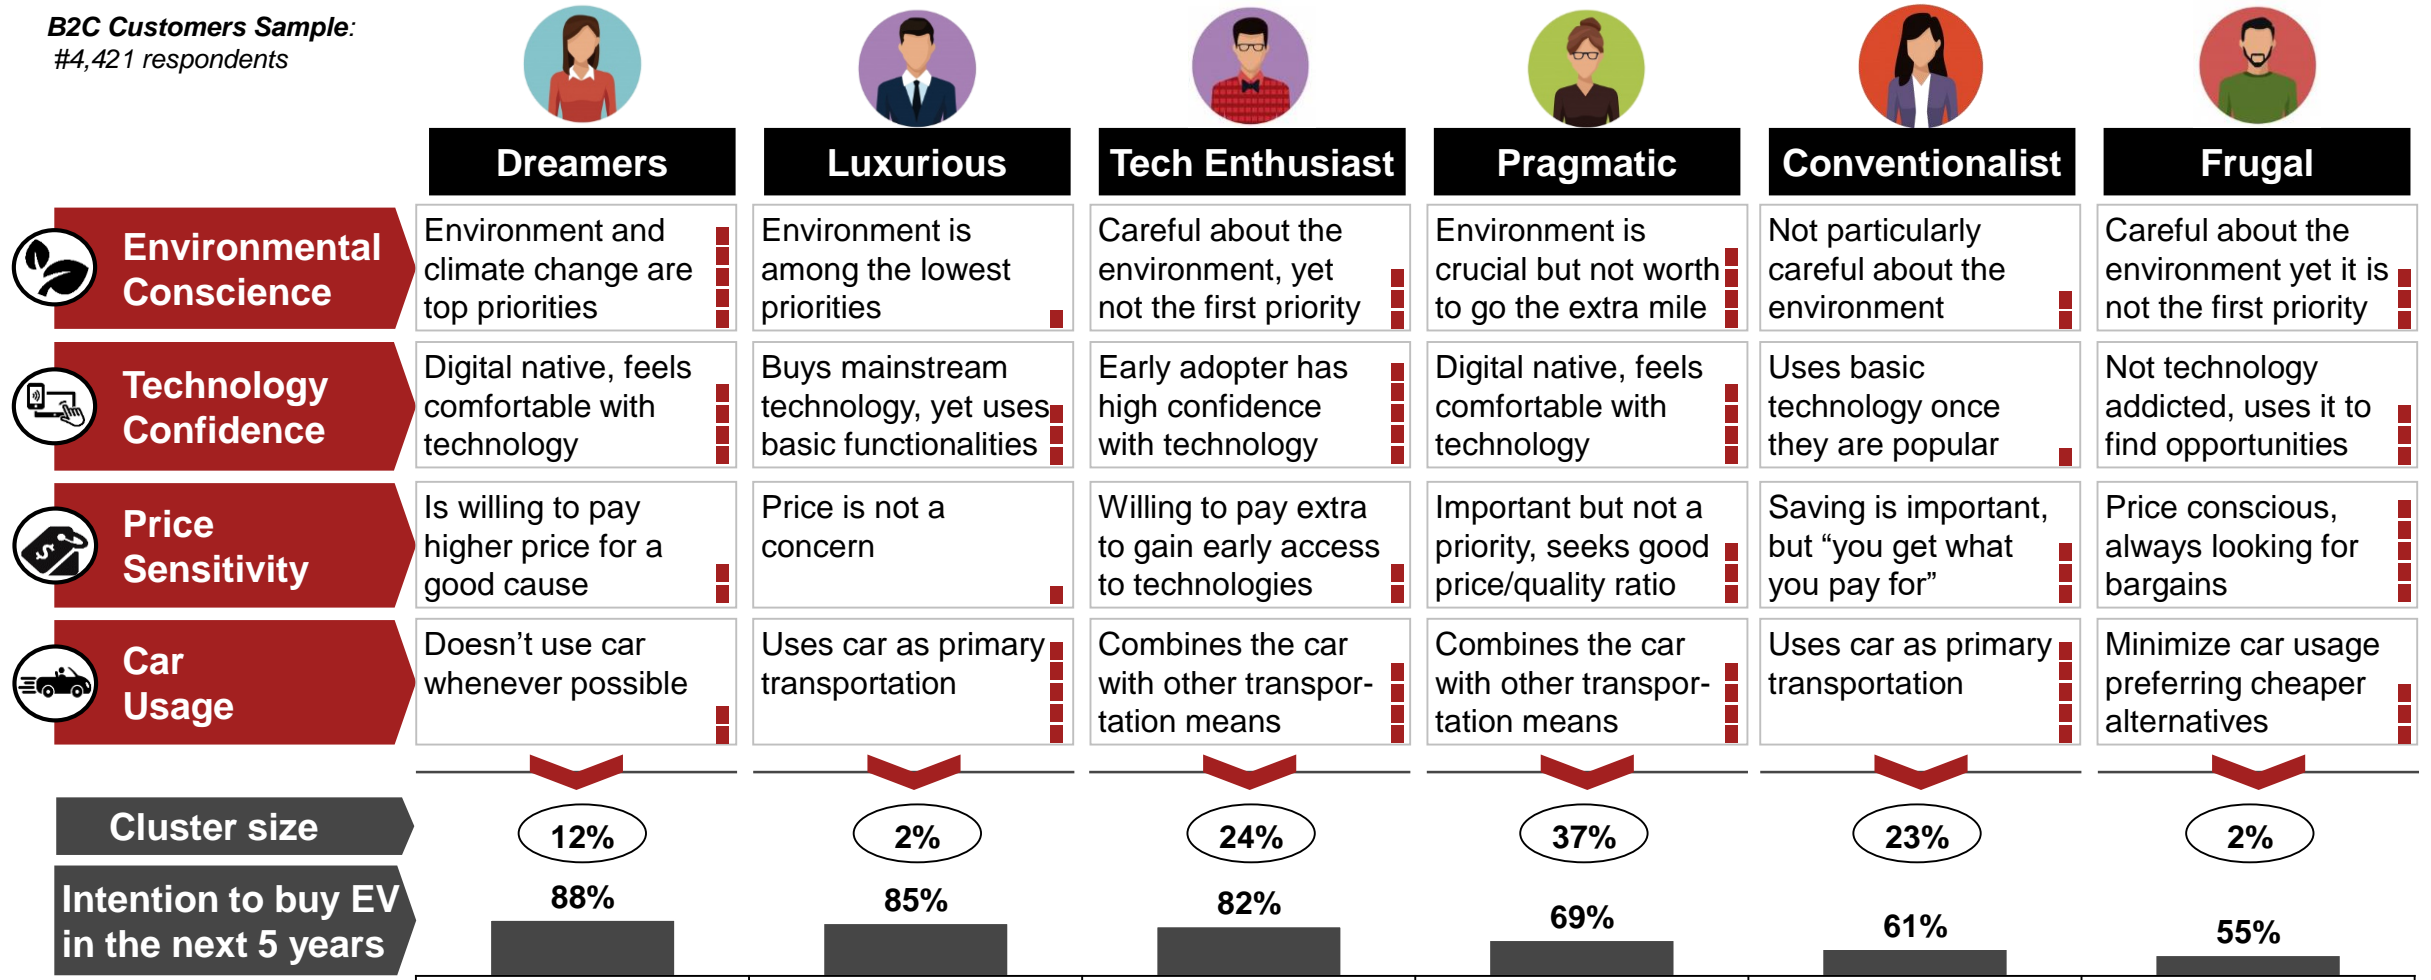 B2C Customers Sample:
#4,421 respondents
Dreamers
Luxurious
Tech Enthusiast
Pragmatic
Conventionalist
Frugal
Environmental
Conscience
Environment and
climate change are
top priorities
Environment is
among the lowest
priorities
Careful about the
environment, yet
not the first priority
Environment is
crucial but not worth
to go the extra mile
Not particularly
careful about the
environment
Careful about the
environment yet it is
not the first priority
Technology
Confidence
Digital native, feels
comfortable with
technology
Buys mainstream
technology, yet uses
basic functionalities
Early adopter has
high confidence
with technology
Digital native, feels
comfortable with
technology
Uses basic
technology once
they are popular
Not technology
addicted, uses it to
find opportunities
Price
Sensitivity
Is willing to pay
higher price for a
good cause
Price is not a
concern
Willing to pay extra
to gain early access
to technologies
Important but not a
priority, seeks good
price/quality ratio
Saving is important,
but “you get what
you pay for”
Price conscious,
always looking for
bargains
Car
Usage
Doesn’t use car
whenever possible
Uses car as primary
transportation
Combines the car
with other transpor-
tation means
Combines the car
with other transpor-
tation means
Uses car as primary
transportation
Minimize car usage
preferring cheaper
alternatives
Cluster size
12%
2%
24%
37%
23%
2%
Intention to buy EV
in the next 5 years
88%
85%
82%
69%
61%
55%